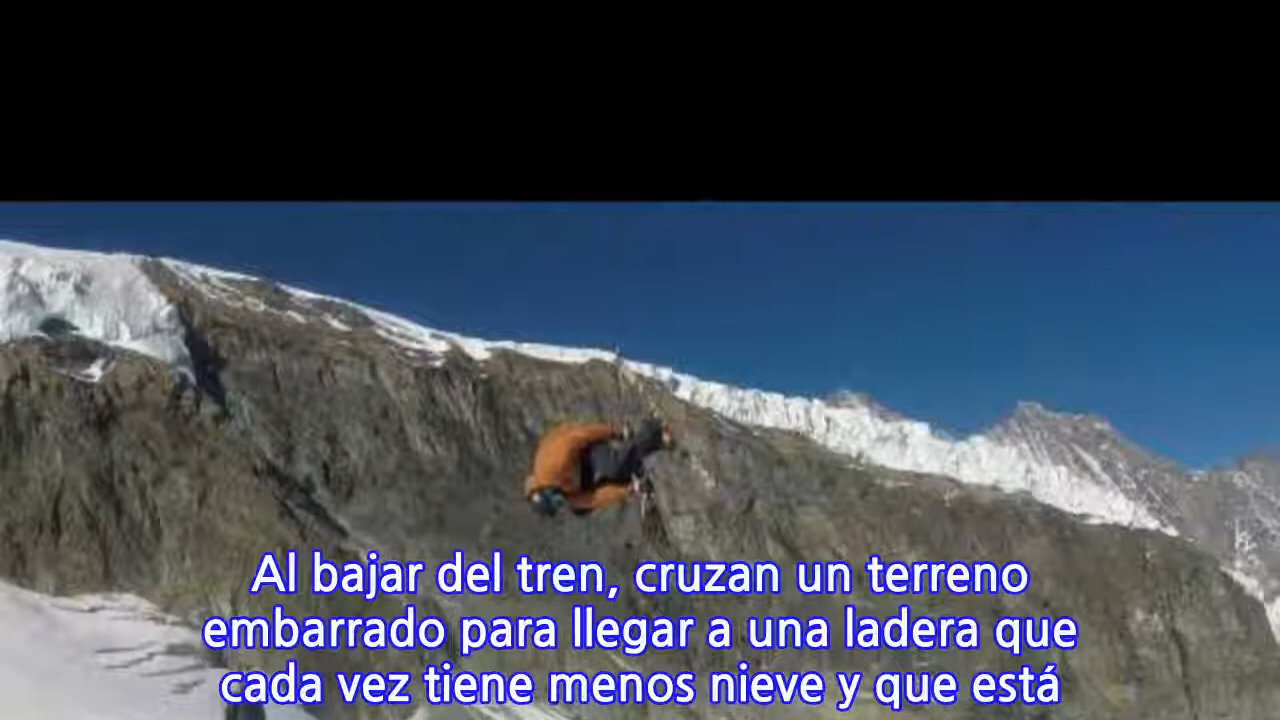 Al bajar del tren, cruzan un terreno
embarrado para llegar a una ladera que
cada vez tiene menos nieve y que está